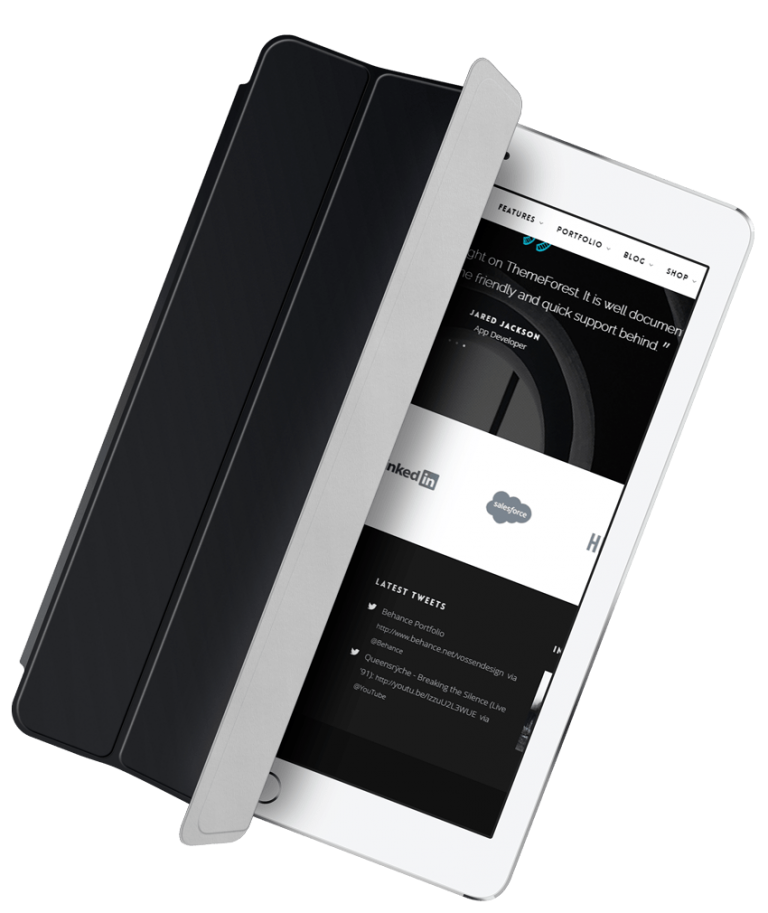 FEATURES PORTFOLIO BLOG SHOP
ght on ThemeForest. It is well documen
e friendly and quick support behind. ”
JARED JACKSON
App Developer
nked in
salesforce
LATEST TWEETS
Behance Portfolio
http://www.behance.net/vossendesign via
@Behance
Queensrÿche - Breaking the Silence (Live
'91): http://youtu.be/IzzuU2L3WUE via
@YouTube